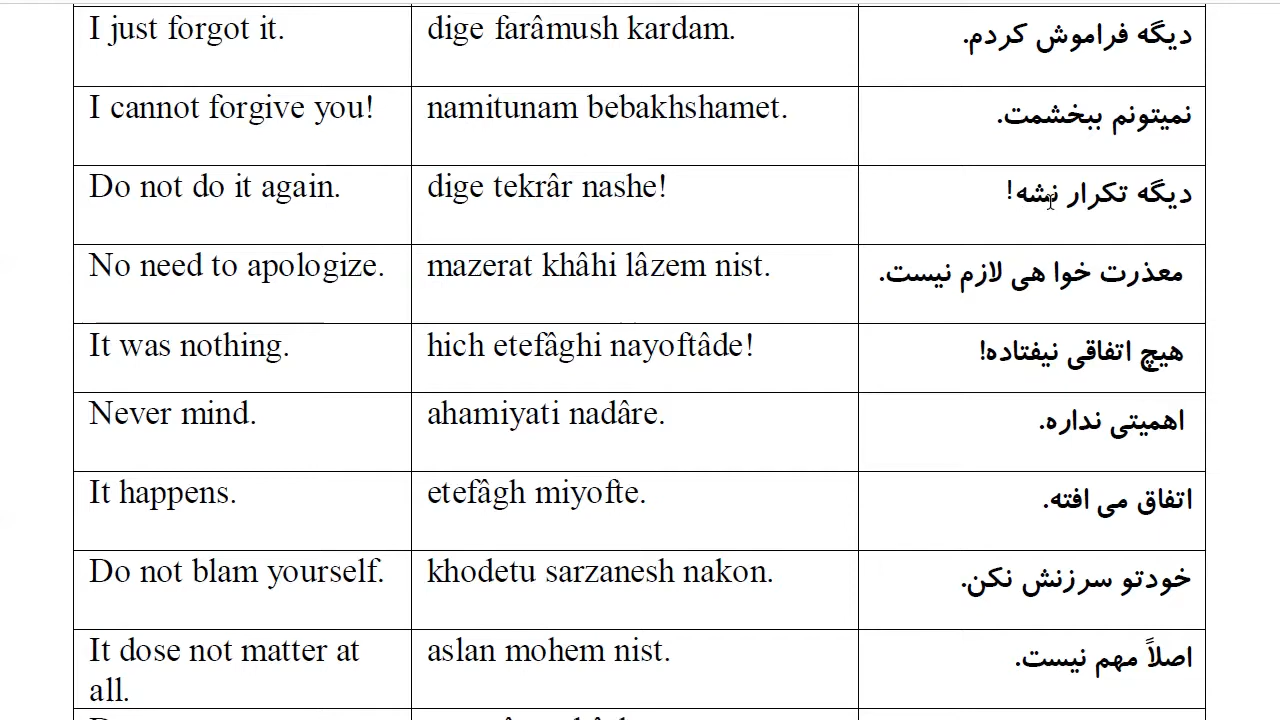 I just forgot it.
dige farâmush kardam.
دیگه فراموش کردم.
I cannot forgive you!
namitunam bebakhshamet.
نمیتونم ببخشمت.
Do not do it again.
dige tekrâr nashe!
دیگه تکرار نشه!
No need to apologize.
mazerat khâhi lâzem nist.
معذرت خوا هی لازم نیست.
It was nothing.
hich etefâghi nayoftâde!
هیچ اتفاقی نیفتاده!
Never mind.
ahamiyati nadâre.
اهمیتی نداره.
It happens.
etefâgh miyofte.
اتفاق می افته.
Do not blam yourself.
khodetu sarzanesh nakon.
خودتو سرزنش نکن.
It dose not matter at
all.
aslan mohem nist.
اصلاً مهم نیست.